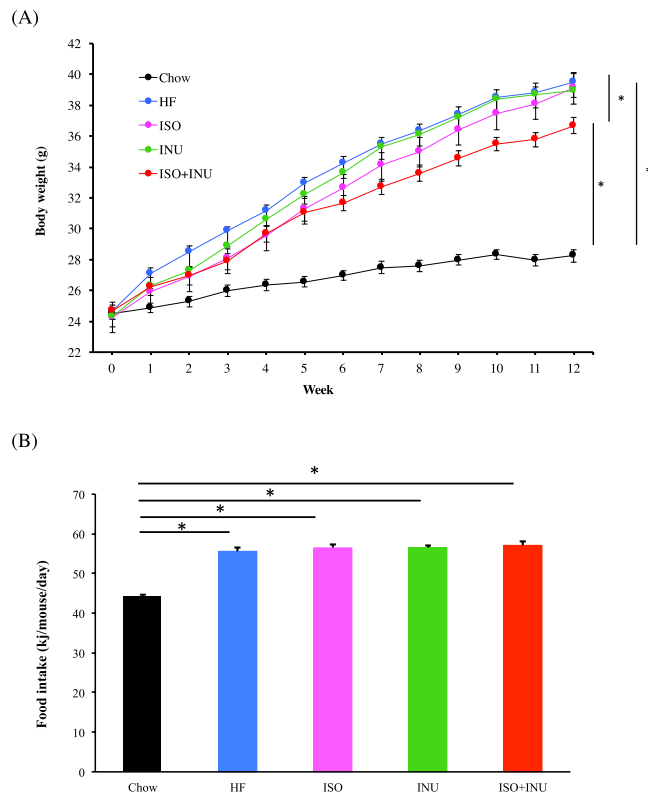 (A)
42
40
38
36
34
32
30
28
26
24
22
Body weight (g)
Chow
HF
ISO
INU
ISO+INU
*
*
0 1 2 3 4 5 6 7 8 9 10 11 12
Week
(B)
70
60
50
40
30
20
10
0
Food intake (kj/mouse/day)
*
*
*
*
Chow HF ISO INU ISO+INU